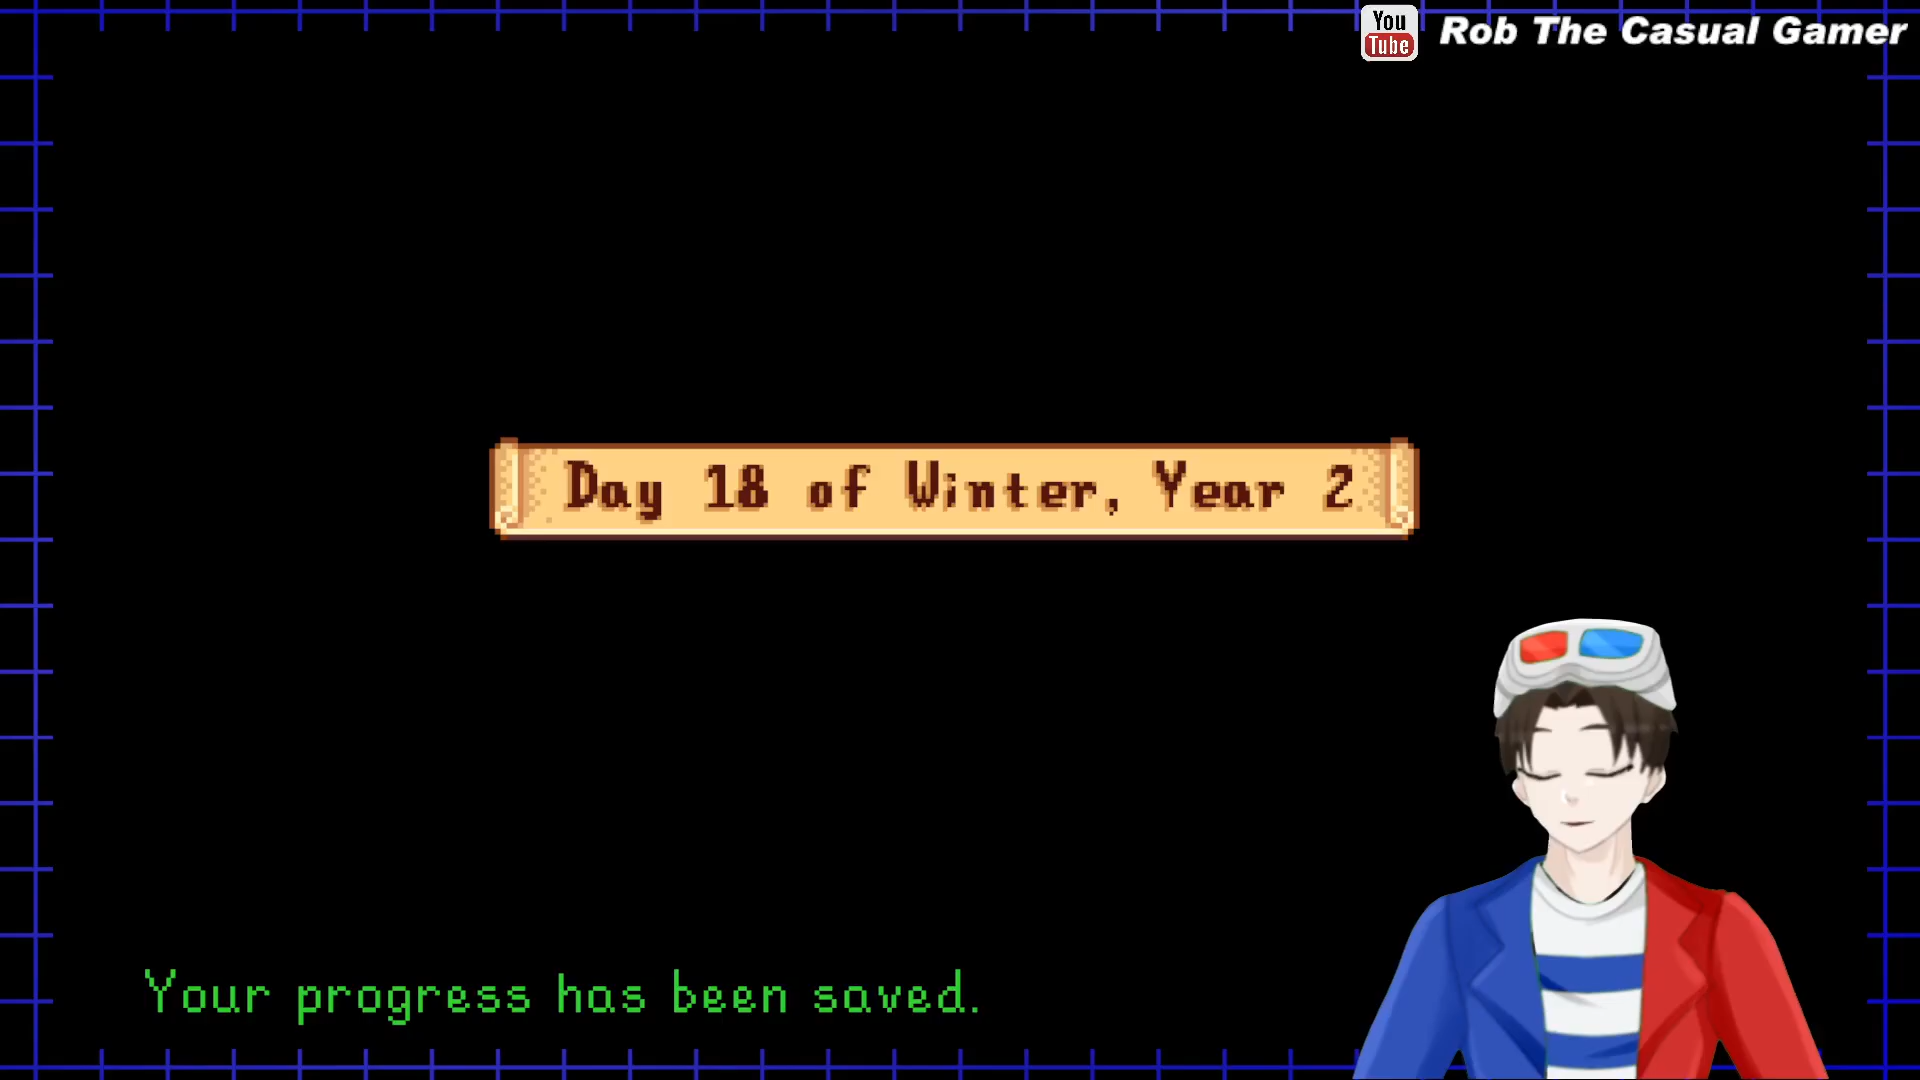 You
Tube
Rob The Casual Gamer
Day 18 of Winter, Year 2
Your progress has been saved.